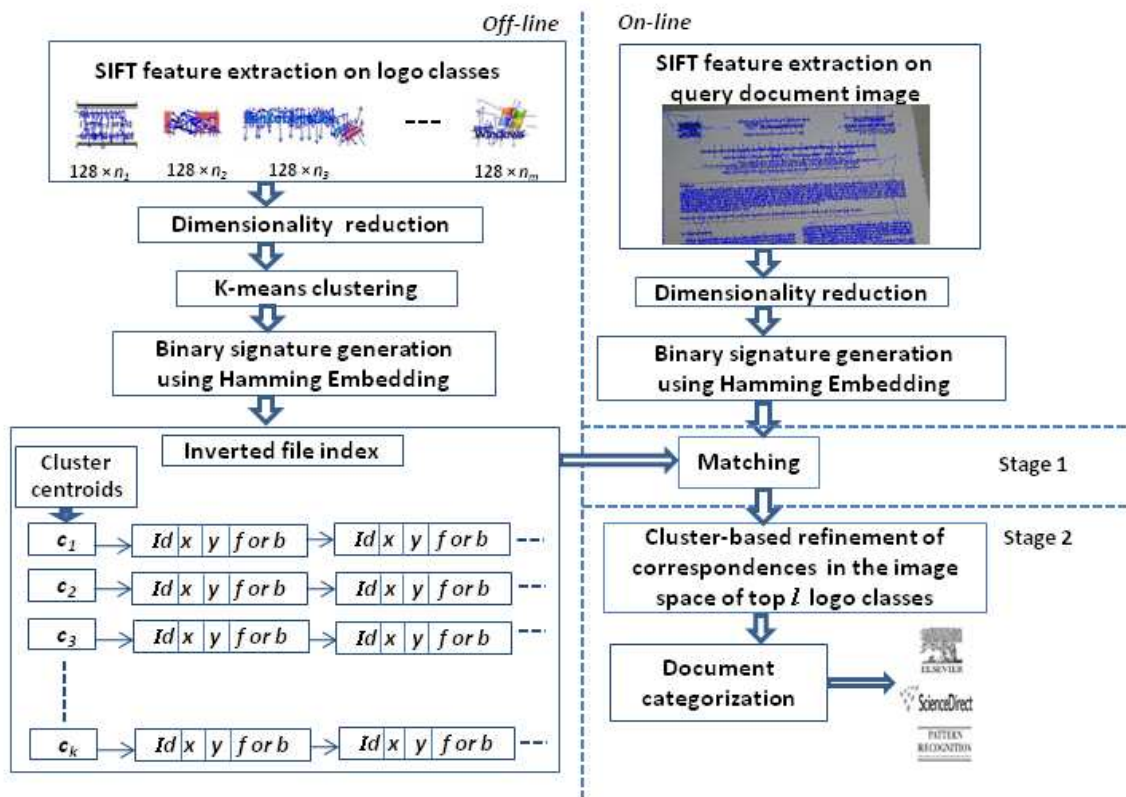 Off-line
SIFT feature extraction on logo classes
Windows
128 × n1 128 × n2 128 × n3 128 × nm
Dimensionality reduction
K-means clustering
Binary signature generation
using Hamming Embedding
Inverted file index
Cluster
centroids
c1 Id x y f or b Id x y f or b
c2 Id x y f or b Id x y f or b
c3 Id x y f or b Id x y f or b
ck Id x y f or b Id x y f or b
On-line
SIFT feature extraction on
query document image
Dimensionality reduction
Binary signature generation
using Hamming Embedding
Matching
Stage 1
Cluster-based refinement of
correspondences in the image
space of top l logo classes
Stage 2
Document
categorization
ELSEVIER
ScienceDirect
PATTERN
RECOGNITION